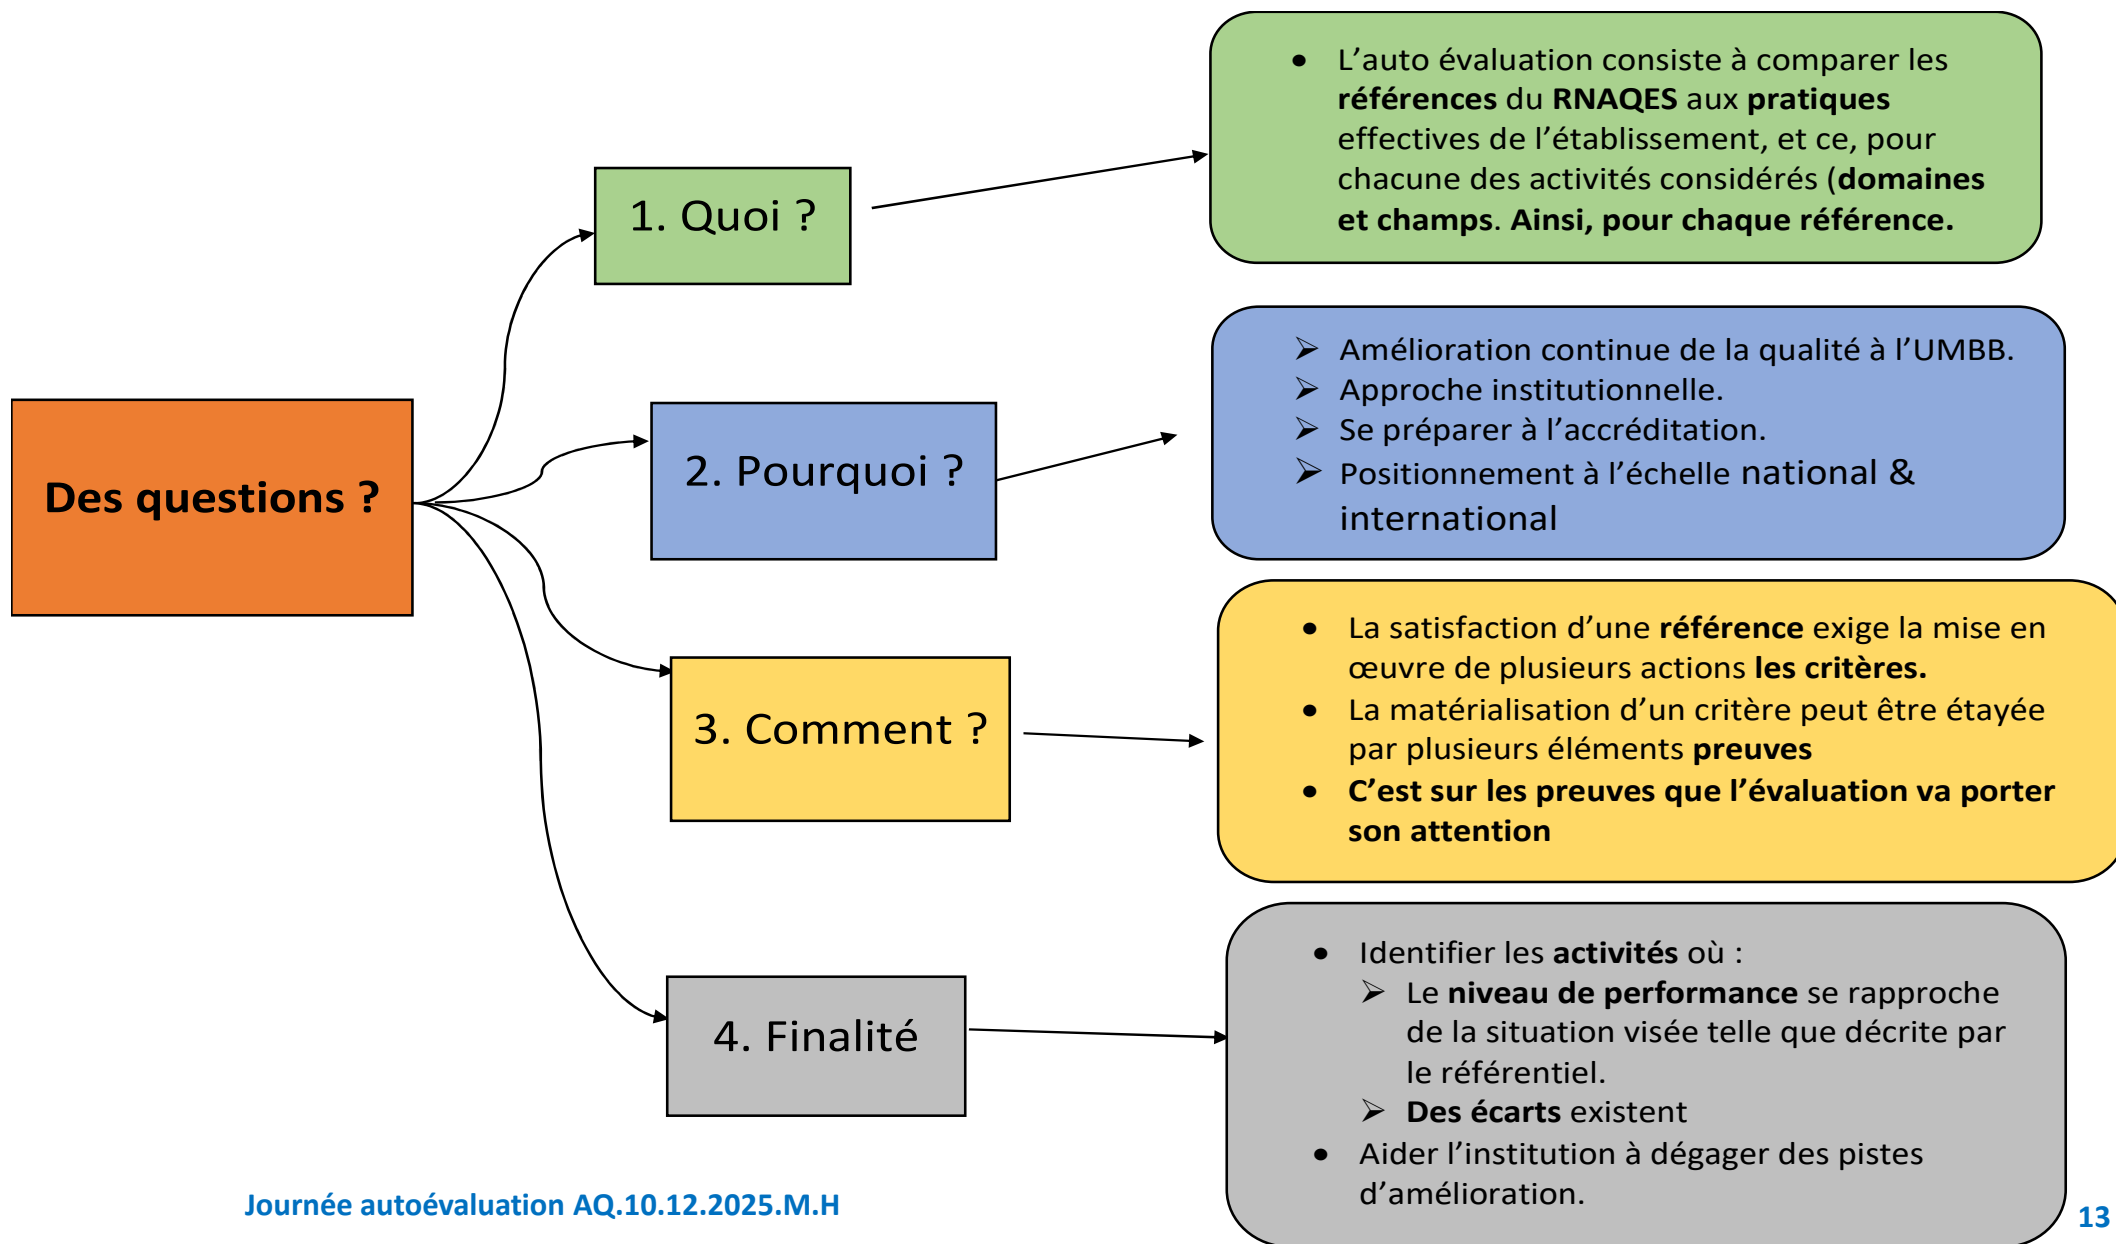 Des questions ?
1. Quoi ?
• L’auto évaluation consiste à comparer les
références du RNAQES aux pratiques
effectives de l’établissement, et ce, pour
chacune des activités considérés (domaines
et champs. Ainsi, pour chaque référence.
2. Pourquoi ?
➢ Amélioration continue de la qualité à l’UMBB.
➢ Approche institutionnelle.
➢ Se préparer à l’accréditation.
➢ Positionnement à l’échelle national &
international
3. Comment ?
• La satisfaction d’une référence exige la mise en
œuvre de plusieurs actions les critères.
• La matérialisation d’un critère peut être étayée
par plusieurs éléments preuves
• C’est sur les preuves que l’évaluation va porter
son attention
4. Finalité
• Identifier les activités où :
➢ Le niveau de performance se rapproche
de la situation visée telle que décrite par
le référentiel.
➢ Des écarts existent
• Aider l’institution à dégager des pistes
d’amélioration.
Journée autoévaluation AQ.10.12.2025.M.H
13